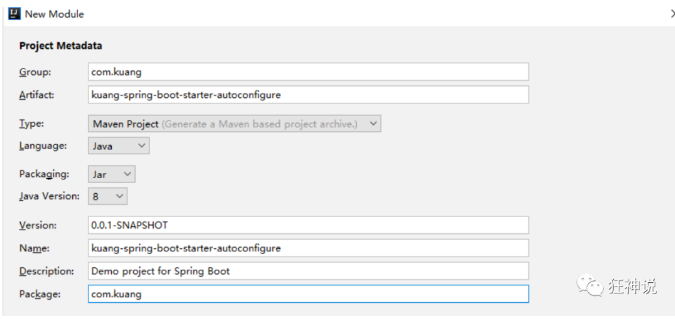 New Module
Project Metadata
Group: com.kuang
Artifact: kuang-spring-boot-starter-autoconfigure
Type: Maven Project (Generate a Maven based project archive.)
Language: Java
Packaging: Jar
Java Version: 8
Version: 0.0.1-SNAPSHOT
Name: kuang-spring-boot-starter-autoconfigure
Description: Demo project for Spring Boot
Package: com.kuang
狂神说